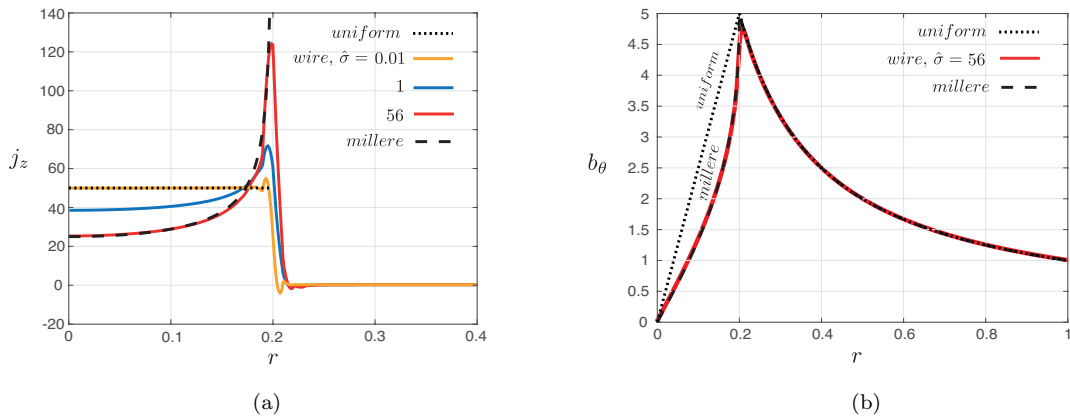 140
120
100
80
60
40
20
0
-20
j_z
uniform
wire, σ̂ = 0.01
1
56
millere
0
0.1
0.2
0.3
0.4
r
(a)
5
4.5
4
3.5
3
2.5
2
1.5
1
0.5
0
b_θ
uniform
wire, σ̂ = 56
millere
uniform
millere
0
0.2
0.4
0.6
0.8
1
r
(b)